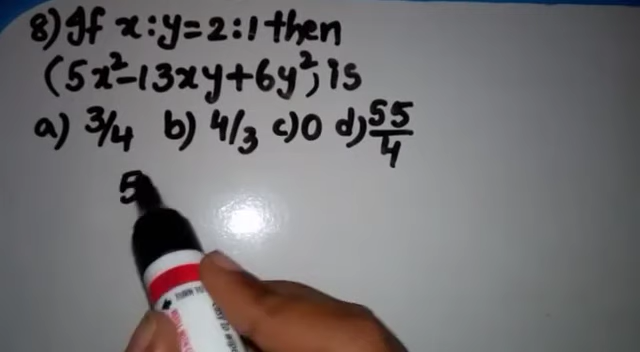 8) If x:y=2:1 then
(5x²-13xy+6y²) is
a) 3/4 b) 4/3 c) 0 d) 55/4
5